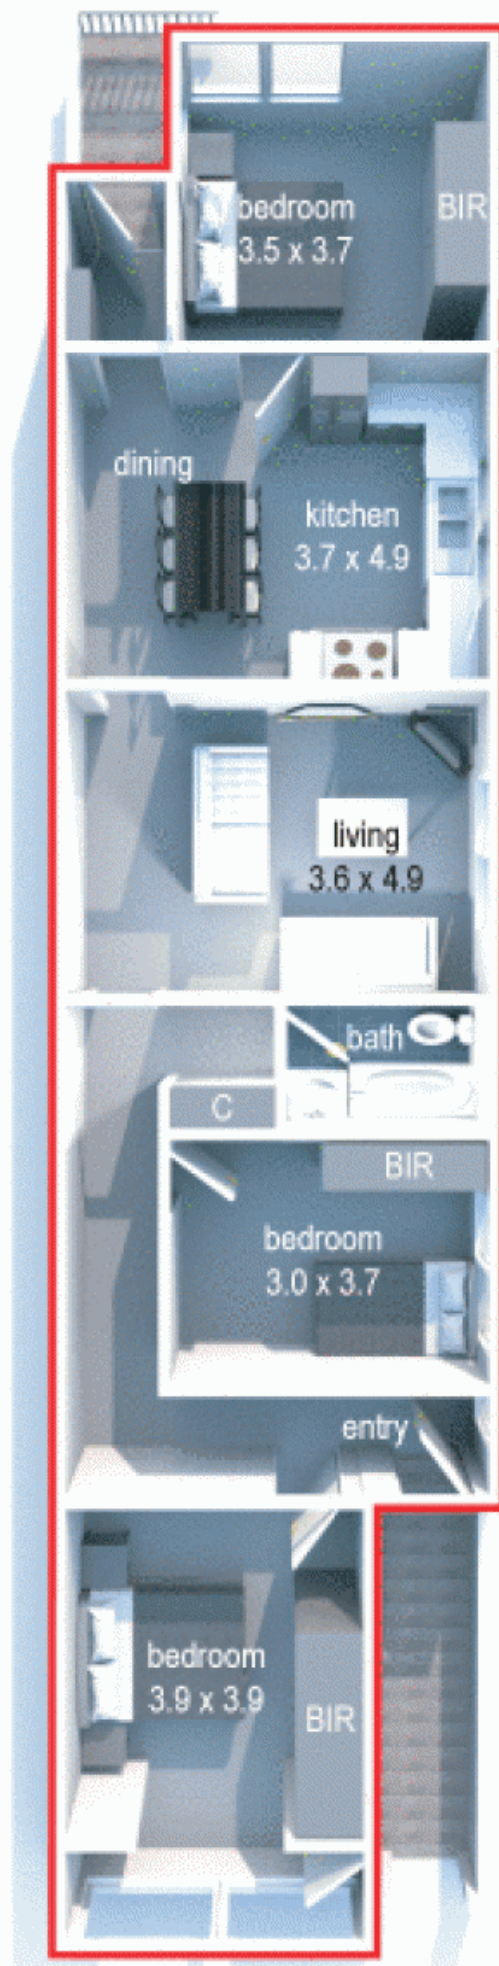 bedroom
3.5 x 3.7
BIR
dining
kitchen
3.7 x 4.9
living
3.6 x 4.9
bath
C
BIR
bedroom
3.0 x 3.7
entry
bedroom
3.9 x 3.9
BIR